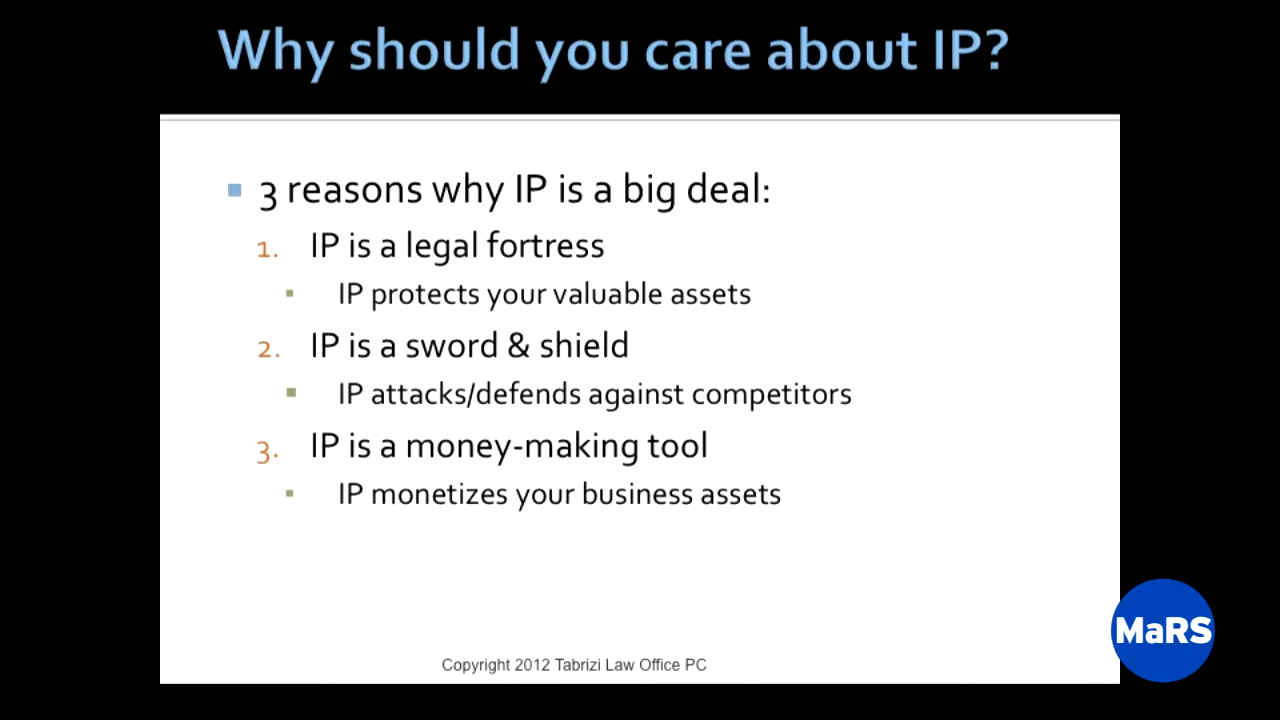 Why should you care about IP?
3 reasons why IP is a big deal:
1. IP is a legal fortress
IP protects your valuable assets
2. IP is a sword & shield
IP attacks/defends against competitors
3. IP is a money-making tool
IP monetizes your business assets
MaRS
Copyright 2012 Tabrizi Law Office PC